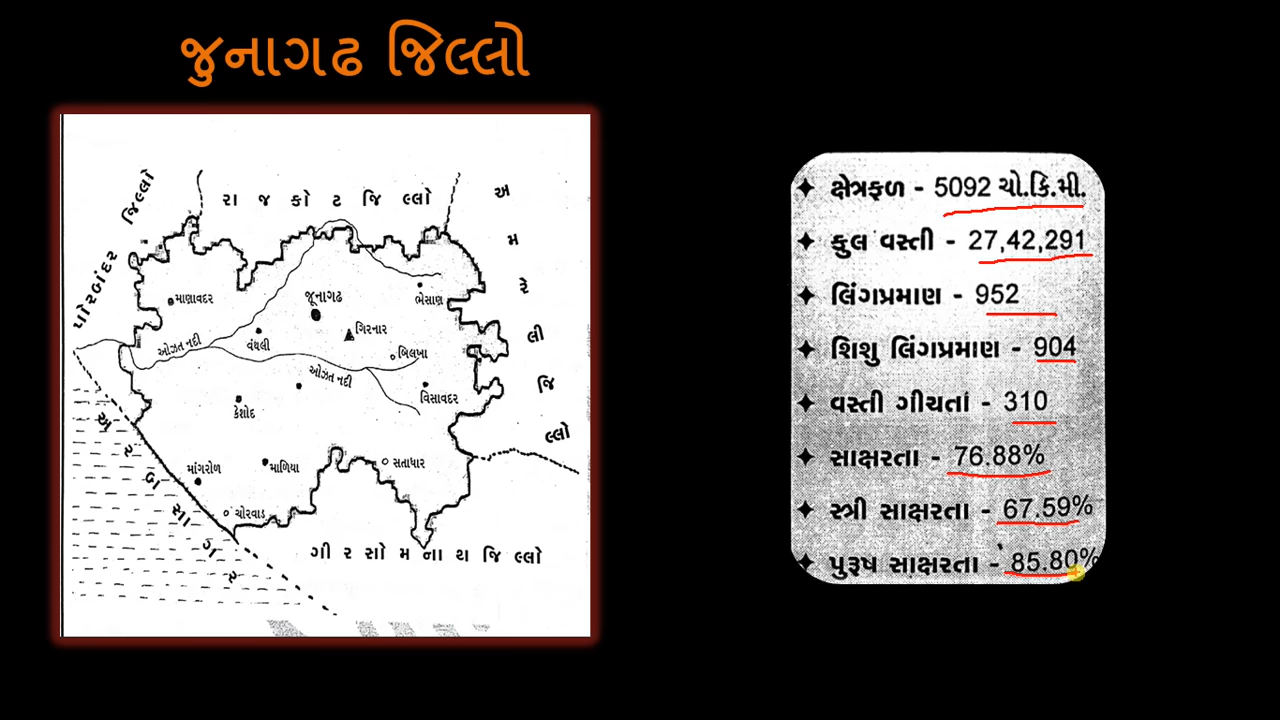 જુનાગઢ જિલ્લો
રાજકોટ જિલ્લો
અમરેલી જિલ્લો
પોરબંદર જિલ્લો
માણાવદર
જૂનાગઢ
ભેસાણ
ગિરનાર
વંથલી
ઓઝત નદી
બિલખા
ઓઝત નદી
વિસાવદર
કેશોદ
માંગરોળ
માળિયા
સતાધાર
ચોરવાડ
અરબી સાગર
ગીર સોમનાથ જિલ્લો
✦ ક્ષેત્રફળ - 5092 ચો.કિ.મી.
✦ કુલ વસ્તી - 27,42,291
✦ લિંગપ્રમાણ - 952
✦ શિશુ લિંગપ્રમાણ - 904
✦ વસ્તી ગીચતાં - 310
✦ સાક્ષરતા - 76.88%
✦ સ્ત્રી સાક્ષરતા - 67.59%
✦ પુરૂષ સાક્ષરતા - 85.80%